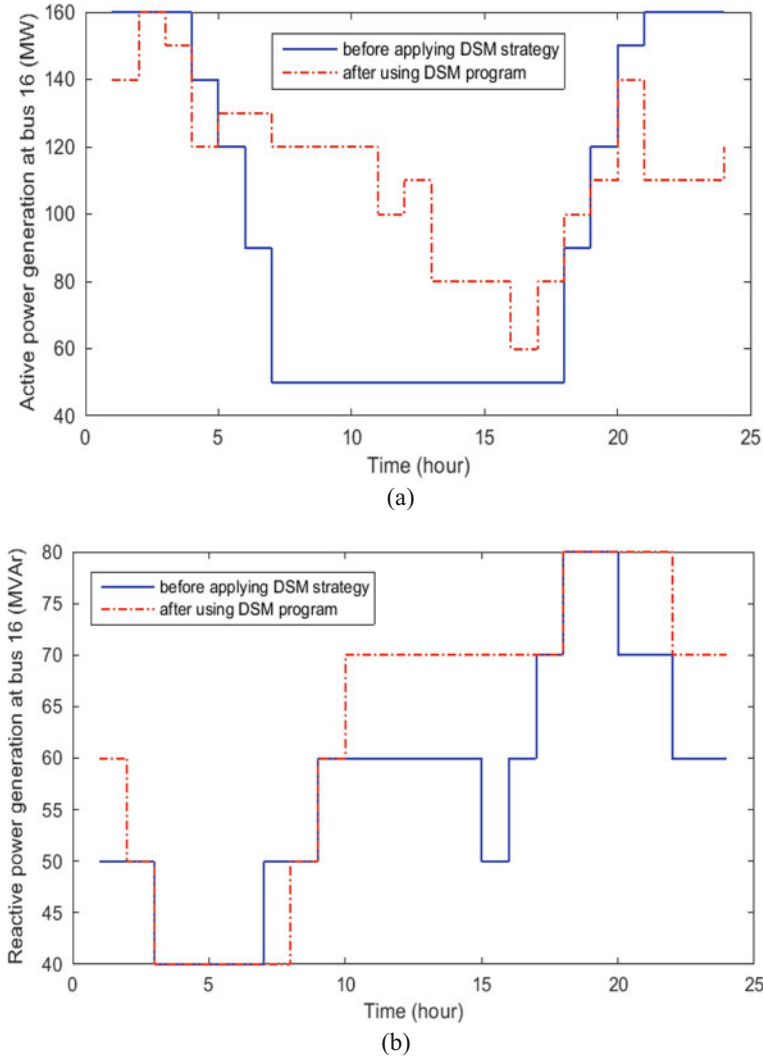 Active power generation at bus 16 (MW)
160
140
120
100
80
60
40
before applying DSM strategy
after using DSM program
0 5 10 15 20 25
Time (hour)
(a)
Reactive power generation at bus 16 (MVAr)
80
75
70
65
60
55
50
45
40
before applying DSM strategy
after using DSM program
0 5 10 15 20 25
Time (hour)
(b)